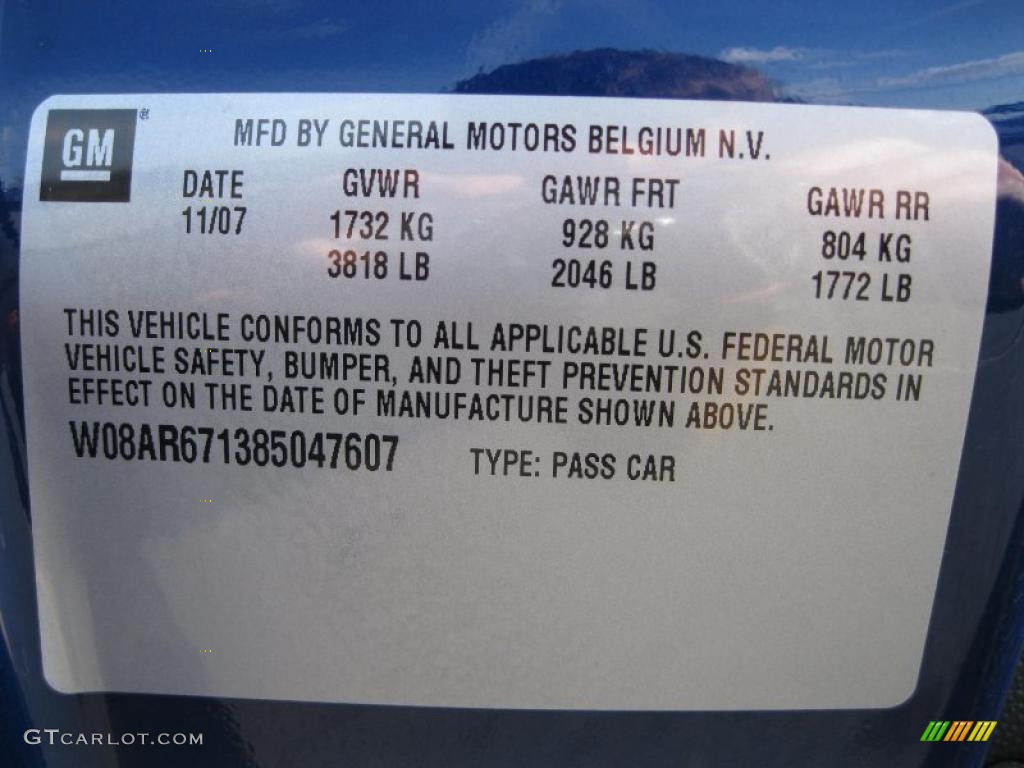 GM ®
MFD BY GENERAL MOTORS BELGIUM N.V.
DATE GVWR GAWR FRT GAWR RR
11/07 1732 KG 928 KG 804 KG
3818 LB 2046 LB 1772 LB
THIS VEHICLE CONFORMS TO ALL APPLICABLE U.S. FEDERAL MOTOR
VEHICLE SAFETY, BUMPER, AND THEFT PREVENTION STANDARDS IN
EFFECT ON THE DATE OF MANUFACTURE SHOWN ABOVE.
W08AR671385047607 TYPE: PASS CAR
GTCARLOT.COM